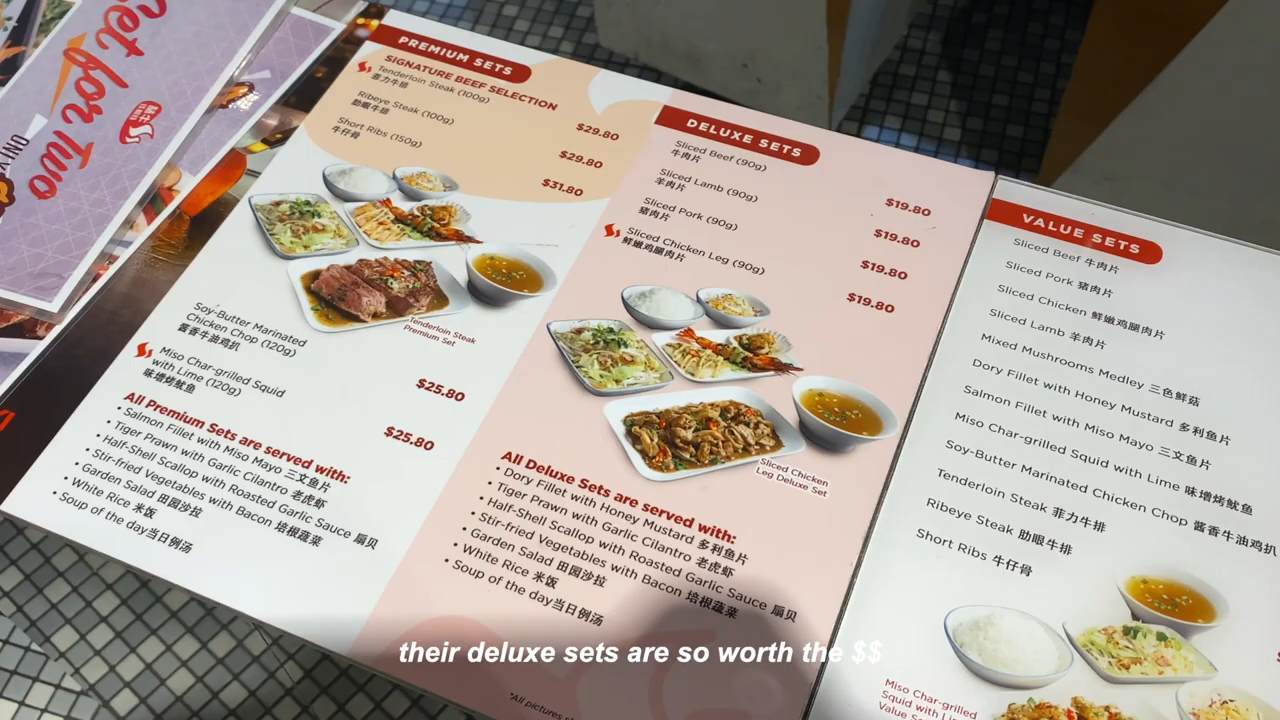 Set for Two
ONLY
PREMIUM SETS
SIGNATURE BEEF SELECTION
Tenderloin Steak (100g)
菲力牛排
$29.80
Ribeye Steak (100g)
肋眼牛排
$29.80
Short Ribs (150g)
牛仔骨
$31.80
Tenderloin Steak
Premium Set
Soy-Butter Marinated
Chicken Chop (120g)
酱香牛油鸡扒
$25.80
Miso Char-grilled Squid
with Lime (120g)
味增烤鱿鱼
$25.80
All Premium Sets are served with:
• Salmon Fillet with Miso Mayo 三文鱼片
• Tiger Prawn with Garlic Cilantro 老虎虾
• Half-Shell Scallop with Roasted Garlic Sauce 扇贝
• Stir-fried Vegetables with Bacon 培根蔬菜
• Garden Salad 田园沙拉
• White Rice 米饭
• Soup of the day当日例汤
DELUXE SETS
Sliced Beef (90g)
牛肉片
$19.80
Sliced Lamb (90g)
羊肉片
$19.80
Sliced Pork (90g)
猪肉片
$19.80
Sliced Chicken Leg (90g)
鲜嫩鸡腿肉片
$19.80
Sliced Chicken
Leg Deluxe Set
All Deluxe Sets are served with:
• Dory Fillet with Honey Mustard 多利鱼片
• Tiger Prawn with Garlic Cilantro 老虎虾
• Half-Shell Scallop with Roasted Garlic Sauce 扇贝
• Stir-fried Vegetables with Bacon 培根蔬菜
• Garden Salad 田园沙拉
• White Rice 米饭
• Soup of the day当日例汤
*All pictures
VALUE SETS
Sliced Beef 牛肉片
Sliced Pork 猪肉片
Sliced Chicken 鲜嫩鸡腿肉片
Sliced Lamb 羊肉片
Mixed Mushrooms Medley 三色鲜菇
Dory Fillet with Honey Mustard 多利鱼片
Salmon Fillet with Miso Mayo 三文鱼片
Miso Char-grilled Squid with Lime 味增烤鱿鱼
Soy-Butter Marinated Chicken Chop 酱香牛油鸡扒
Tenderloin Steak 菲力牛排
Ribeye Steak 肋眼牛排
Short Ribs 牛仔骨
Miso Char-grilled
Squid with
Value
their deluxe sets are so worth the $$